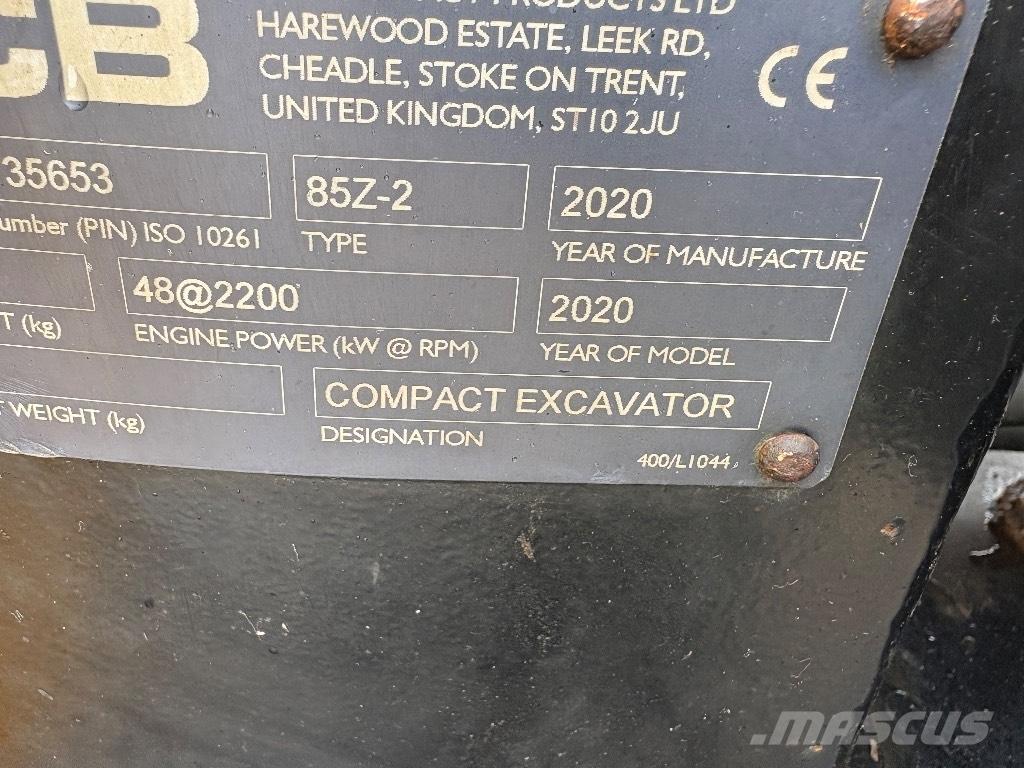 CB
PRODUCTS LTD
HAREWOOD ESTATE, LEEK RD,
CHEADLE, STOKE ON TRENT,
UNITED KINGDOM, ST10 2JU
CE
35653
85Z-2
2020
umber (PIN) ISO 10261
TYPE
YEAR OF MANUFACTURE
48@2200
2020
T (kg)
ENGINE POWER (kW @ RPM)
YEAR OF MODEL
COMPACT EXCAVATOR
T WEIGHT (kg)
DESIGNATION
400/L1044
MASCUS